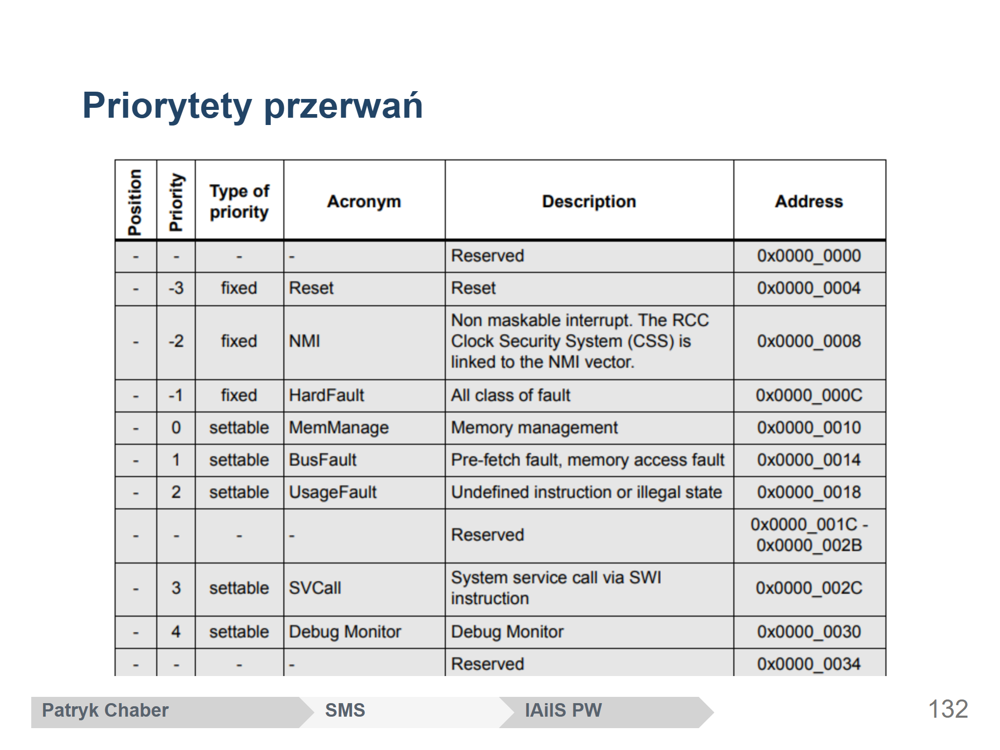 Priorytety przerwań
Position Priority Type of priority Acronym Description Address
- - - - Reserved 0x0000_0000
- -3 fixed Reset Reset 0x0000_0004
- -2 fixed NMI Non maskable interrupt. The RCC Clock Security System (CSS) is linked to the NMI vector. 0x0000_0008
- -1 fixed HardFault All class of fault 0x0000_000C
- 0 settable MemManage Memory management 0x0000_0010
- 1 settable BusFault Pre-fetch fault, memory access fault 0x0000_0014
- 2 settable UsageFault Undefined instruction or illegal state 0x0000_0018
- - - - Reserved 0x0000_001C - 0x0000_002B
- 3 settable SVCall System service call via SWI instruction 0x0000_002C
- 4 settable Debug Monitor Debug Monitor 0x0000_0030
- - - - Reserved 0x0000_0034
Patryk Chaber SMS IAiIS PW 132